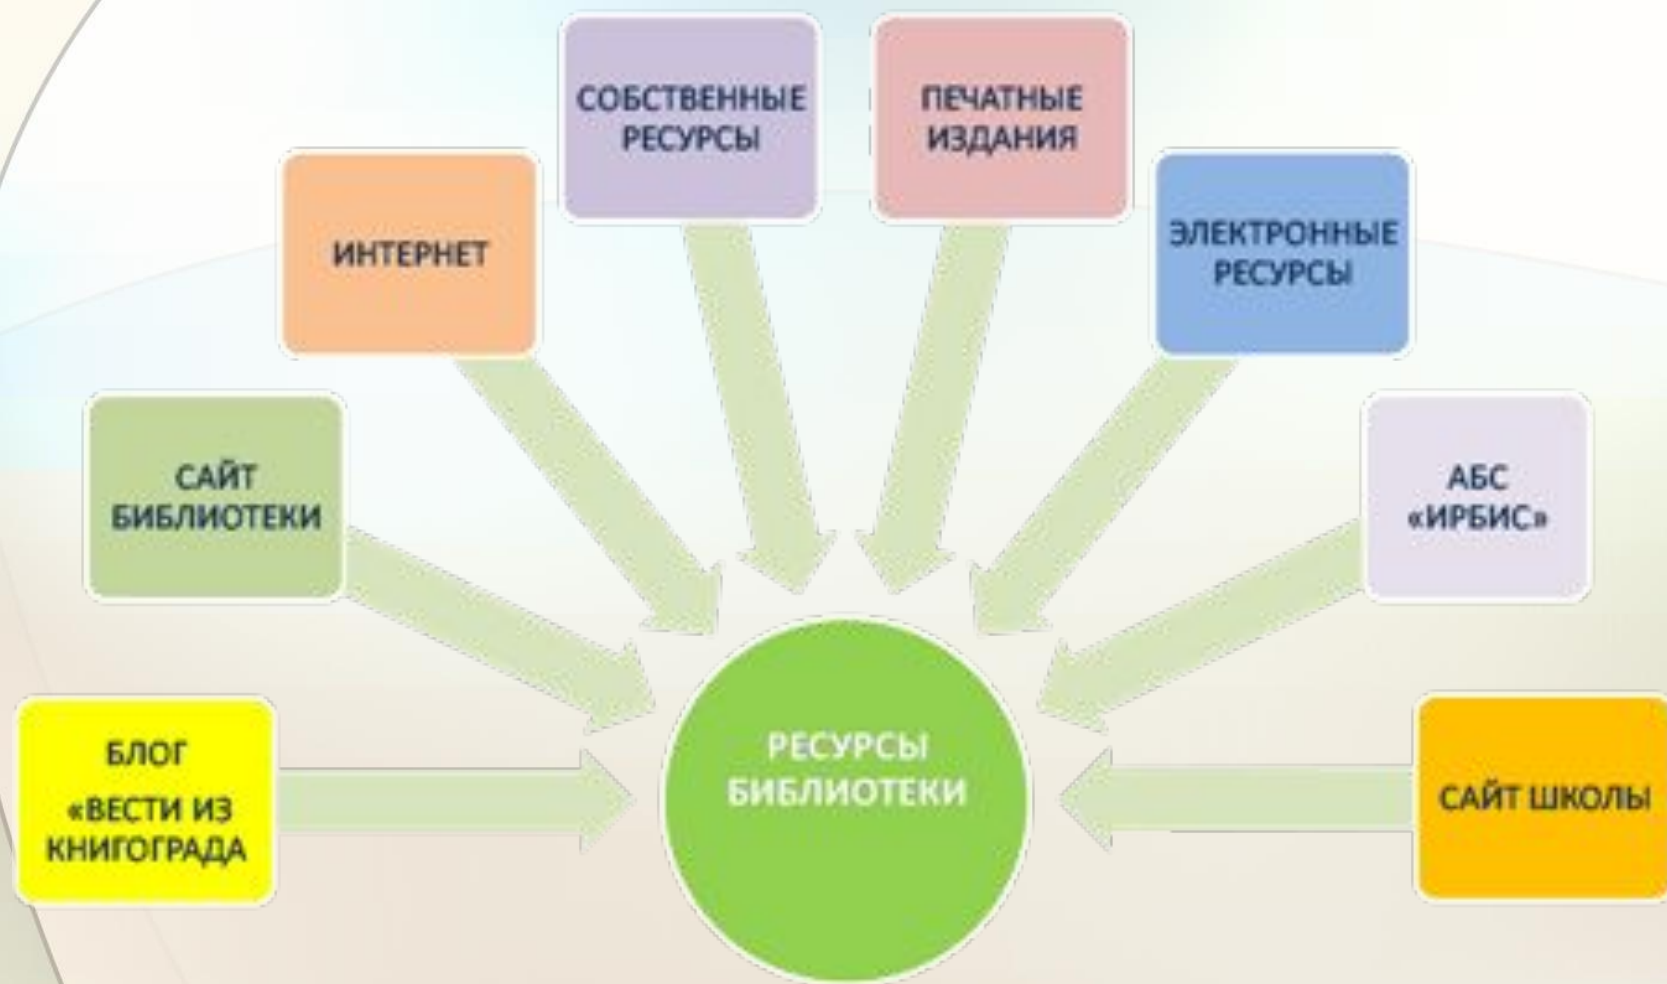 СОБСТВЕННЫЕ
РЕСУРСЫ
ПЕЧАТНЫЕ
ИЗДАНИЯ
ИНТЕРНЕТ
ЭЛЕКТРОННЫЕ
РЕСУРСЫ
САЙТ
БИБЛИОТЕКИ
АБС
«ИРБИС»
БЛОГ
«ВЕСТИ ИЗ
КНИГОГРАДА
РЕСУРСЫ
БИБЛИОТЕКИ
САЙТ ШКОЛЫ